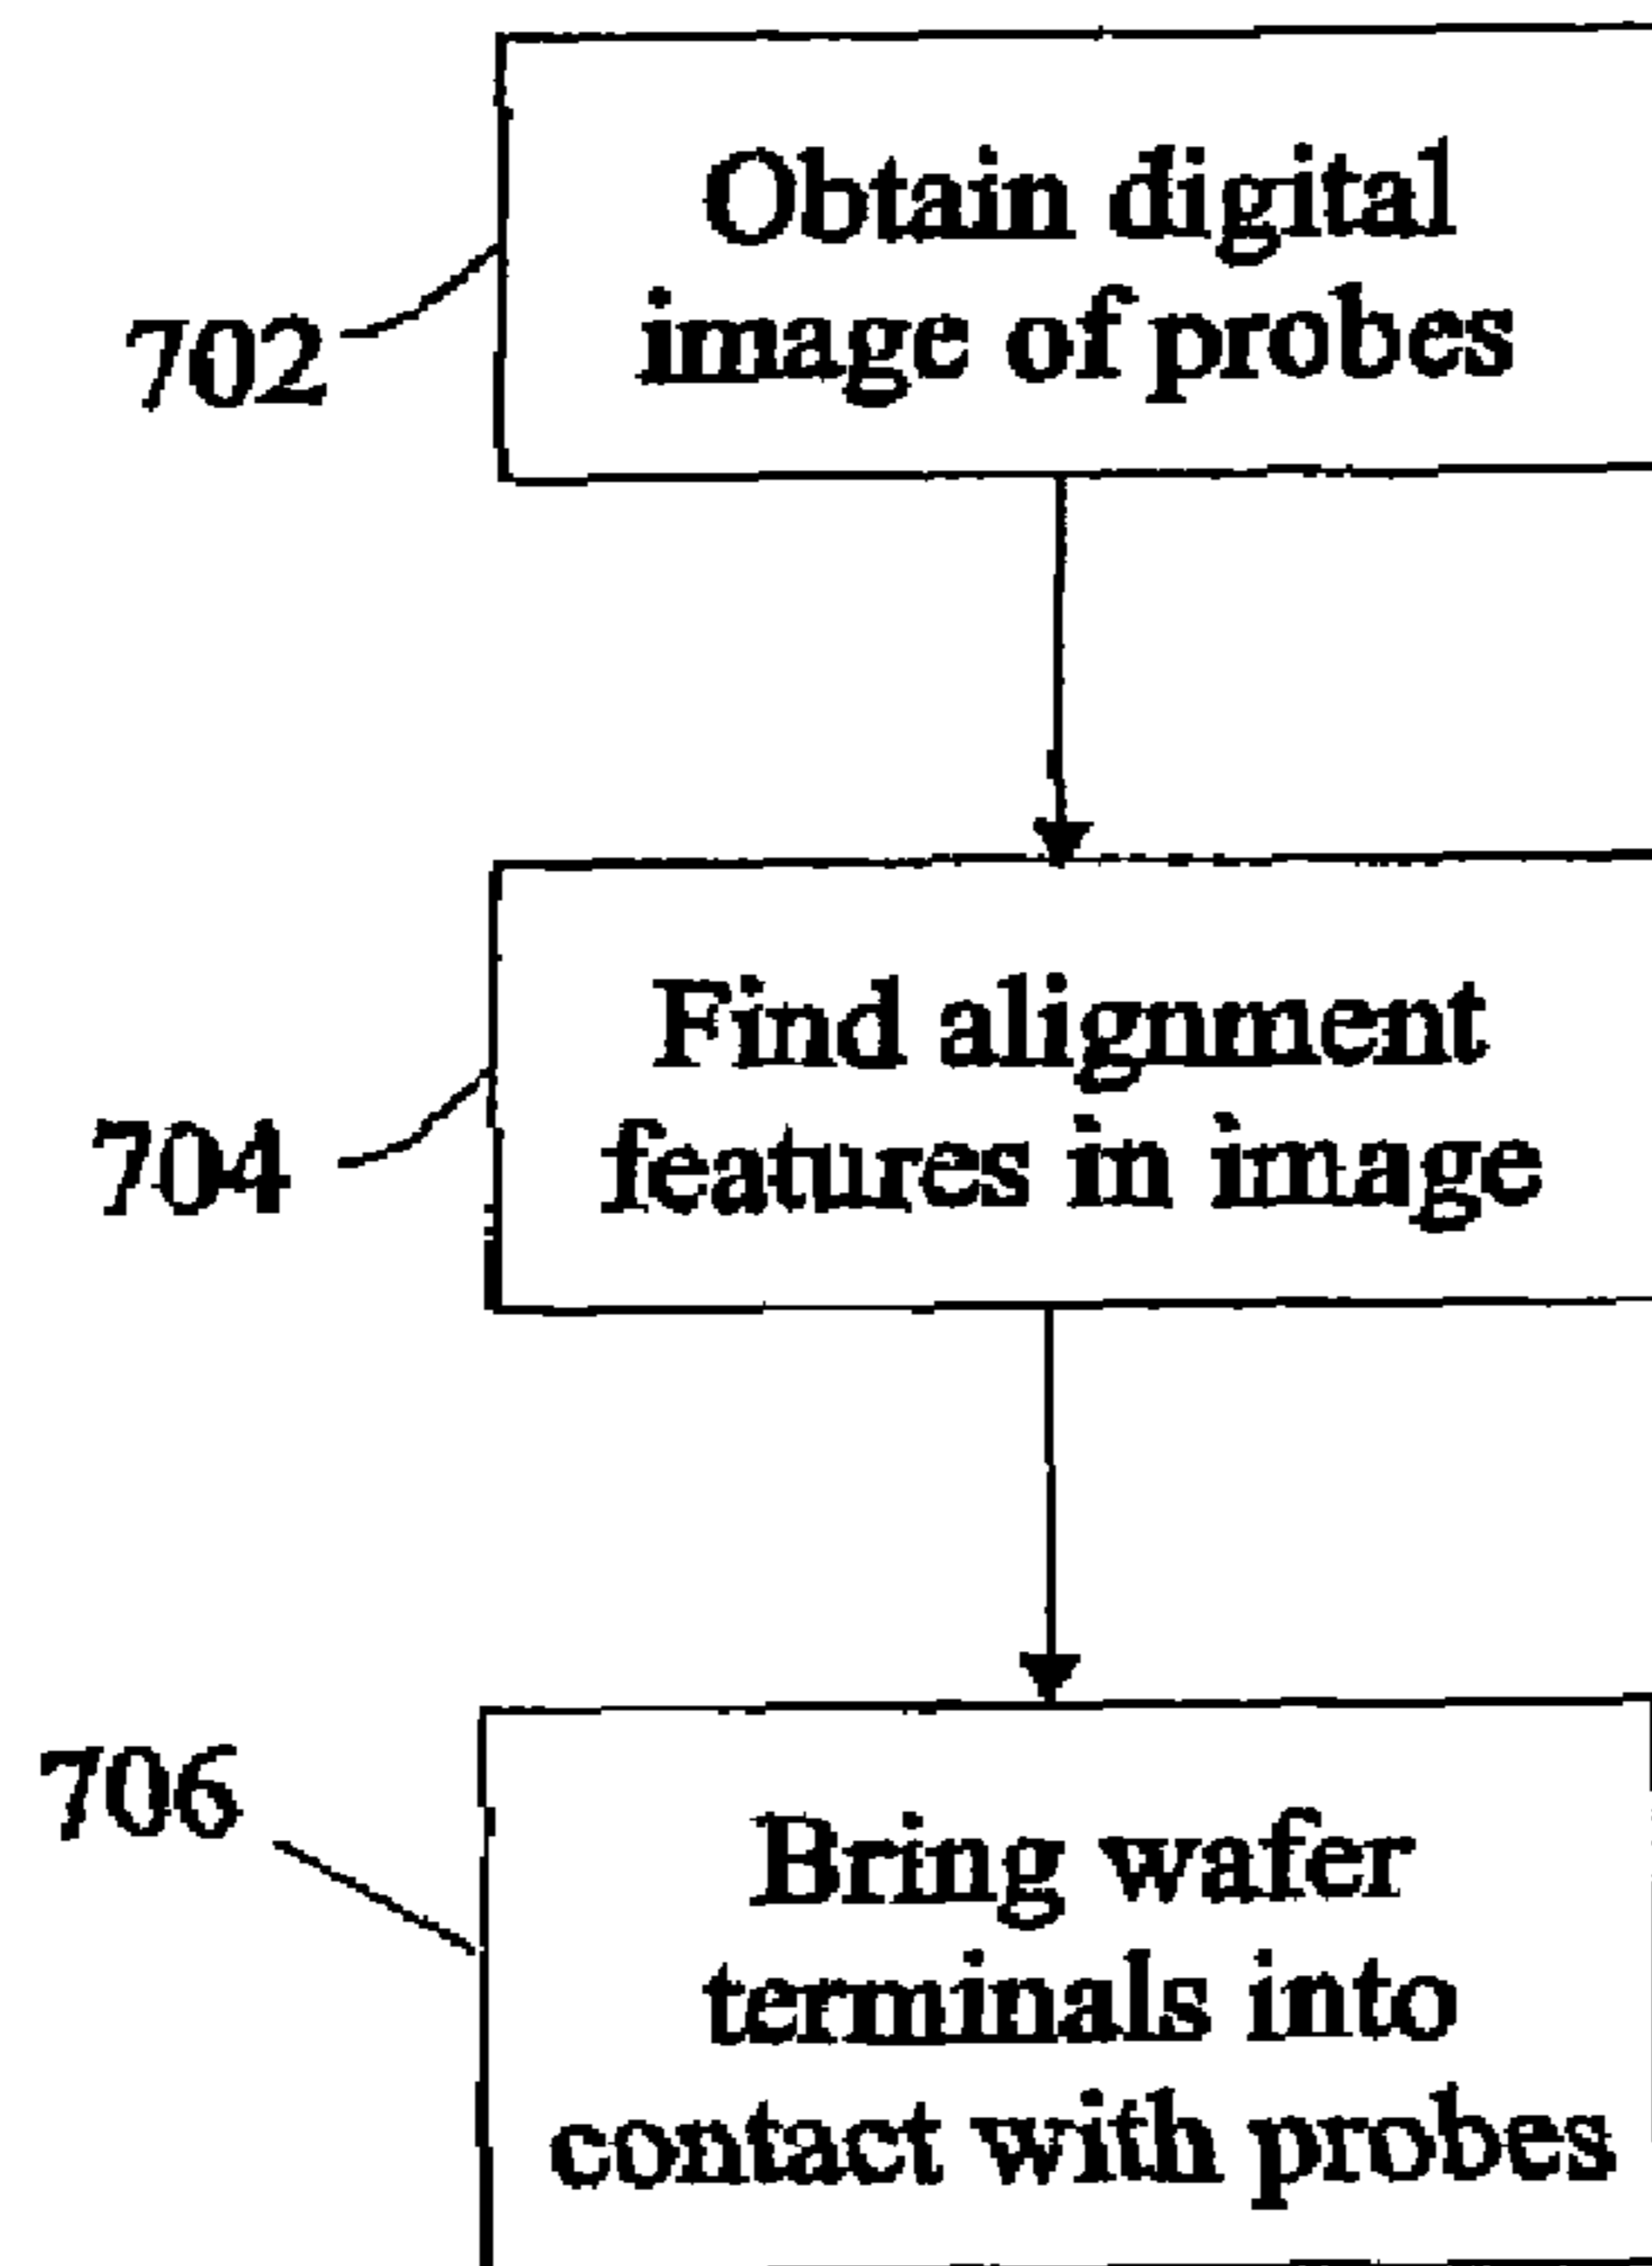 Obtain digital
image of probes
702
Find alignment
features in image
704
706
Bring wafer
terminals into
contact with probes